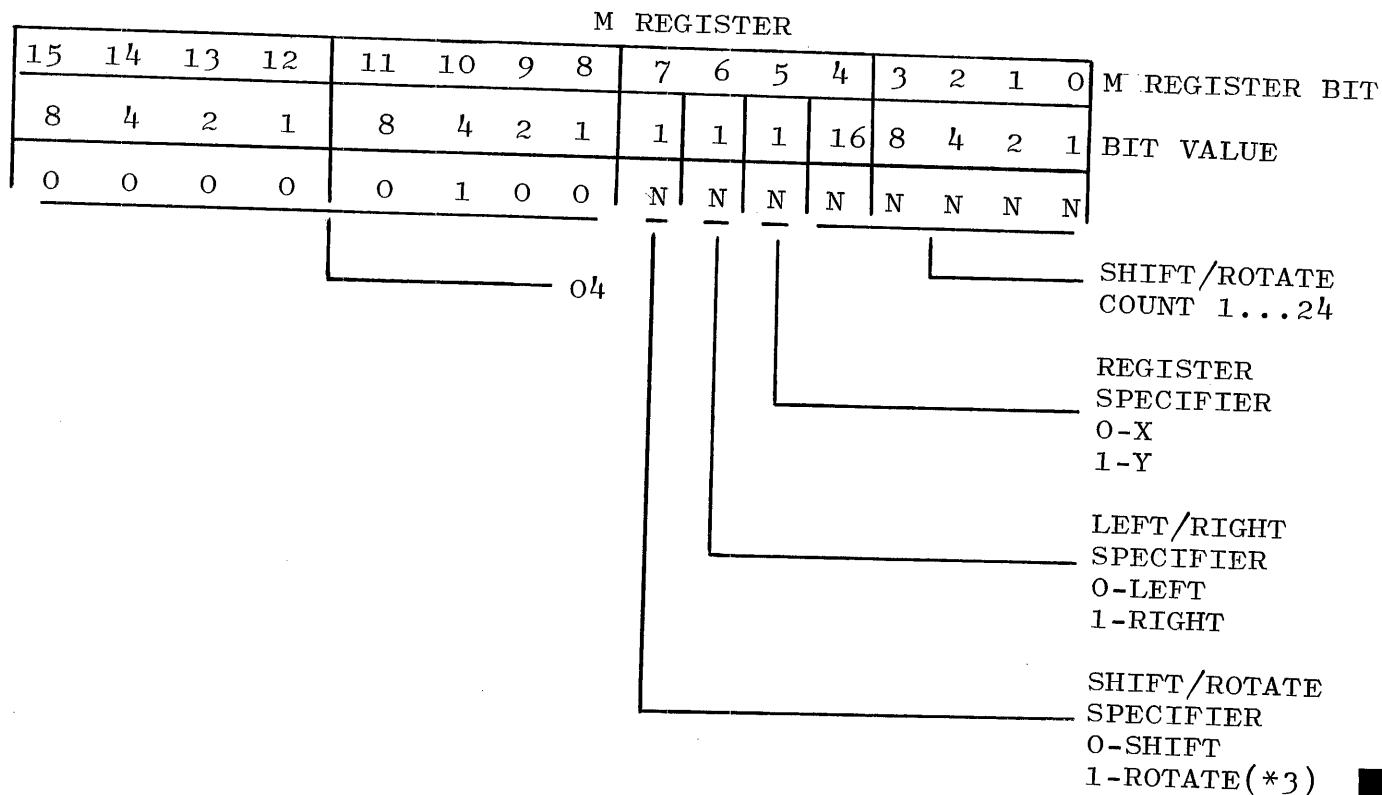 M REGISTER
15 14 13 12 11 10 9 8 7 6 5 4 3 2 1 0 M REGISTER BIT
8 4 2 1 8 4 2 1 1 1 1 16 8 4 2 1 BIT VALUE
0 0 0 0 0 1 0 0 N N N N N N N N
04
SHIFT/ROTATE
COUNT 1...24
REGISTER
SPECIFIER
0-X
1-Y
LEFT/RIGHT
SPECIFIER
0-LEFT
1-RIGHT
SHIFT/ROTATE
SPECIFIER
0-SHIFT
1-ROTATE(*3)